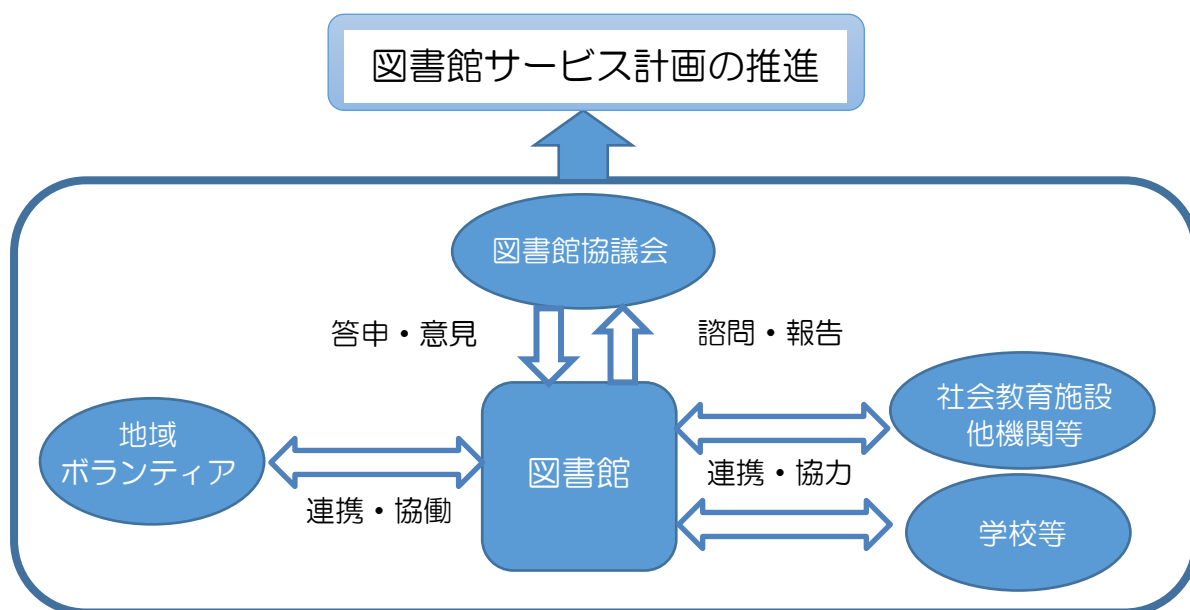 図書館サービス計画の推進
図書館協議会
答申・意見
諮問・報告
地域
ボランティア
連携・協働
図書館
社会教育施設
他機関等
連携・協力
学校等